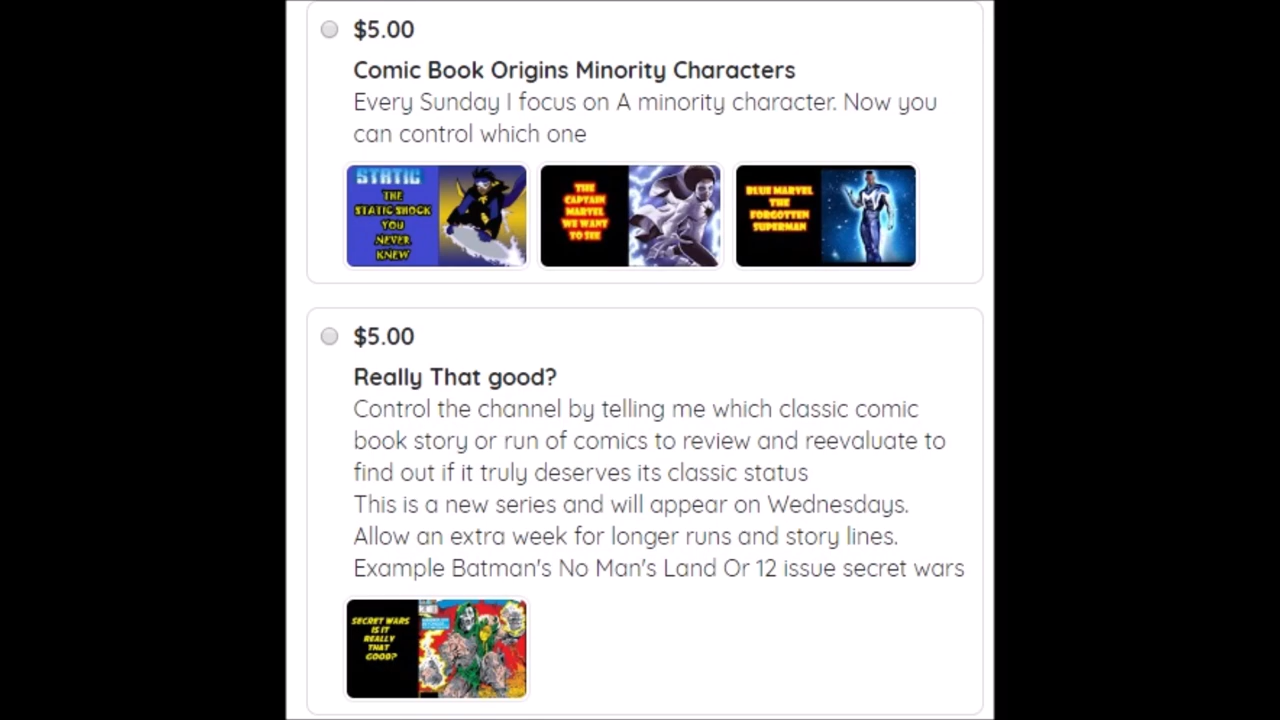 $5.00
Comic Book Origins Minority Characters
Every Sunday I focus on A minority character. Now you
can control which one
STATIC
THE
STATIC SHOCK
YOU
NEVER
KNEW
THE
CAPTAIN
MARVEL
WE WANT
TO SEE
BLUE MARVEL
THE
FORGOTTEN
SUPERMAN
$5.00
Really That good?
Control the channel by telling me which classic comic
book story or run of comics to review and reevaluate to
find out if it truly deserves its classic status
This is a new series and will appear on Wednesdays.
Allow an extra week for longer runs and story lines.
Example Batman's No Man's Land Or 12 issue secret wars
SECRET WARS
IS IT
REALLY
THAT
GOOD?